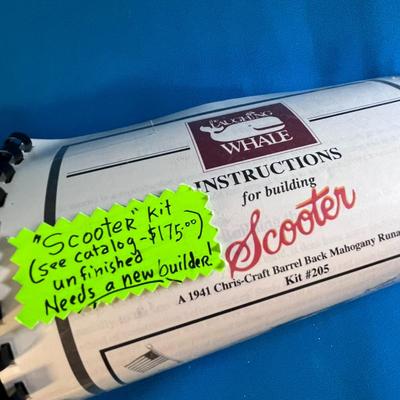 The LAUGHING
WHALE
INSTRUCTIONS
for building
Scooter
A 1941 Chris-Craft Barrel Back Mahogany Runa
Kit #205
"Scooter" Kit
(see catalog - $175.00)
unfinished
Needs a new builder!